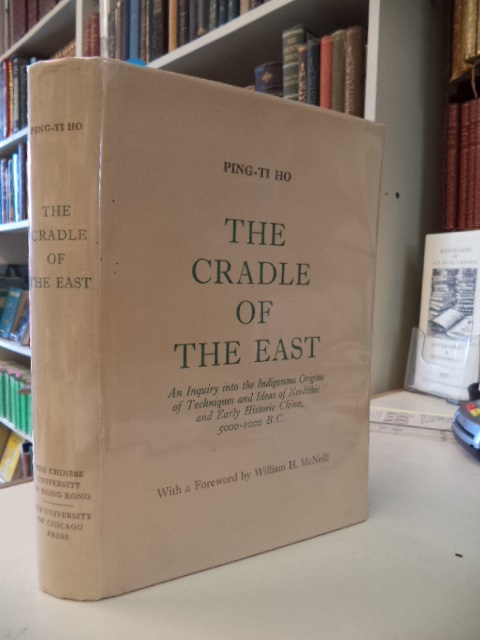 PING-TI HO
THE
CRADLE
OF
THE EAST
THE CHINESE
UNIVERSITY
OF HONG KONG
THE UNIVERSITY
OF CHICAGO
PRESS
PING-TI HO
THE
CRADLE
OF
THE EAST
An Inquiry into the Indigenous Origins
of Techniques and Ideas of Neolithic
and Early Historic China,
5000-1000 B.C.
With a Foreword by William H. McNeill